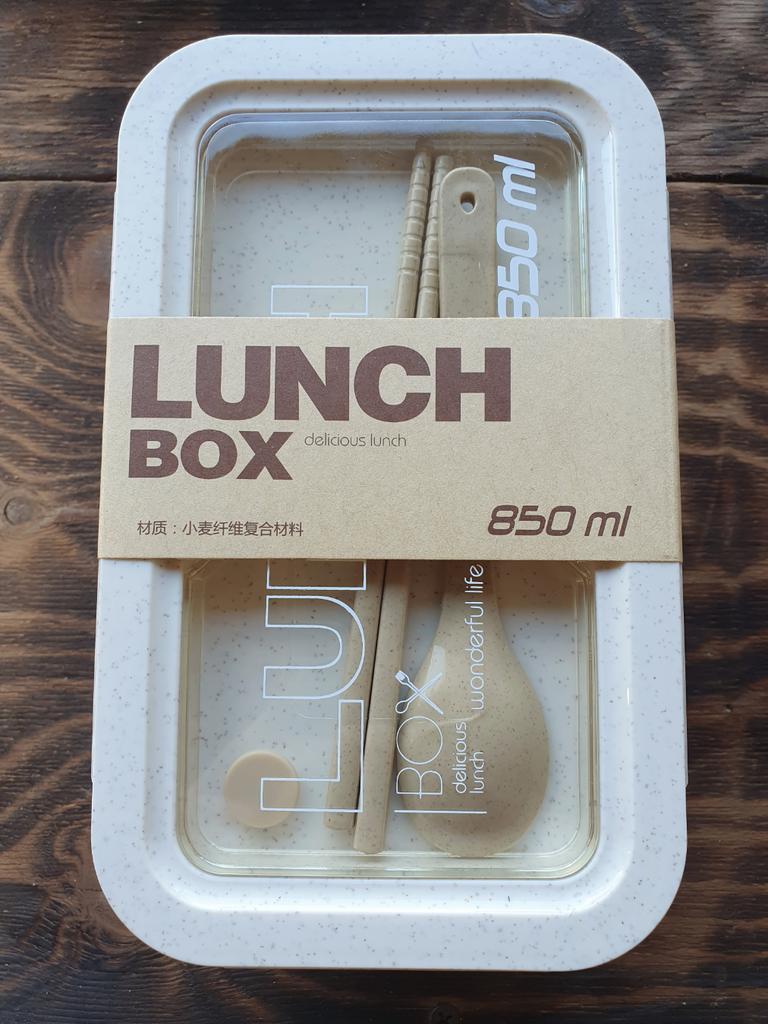 850 ml
LUNCH
BOX
delicious lunch
材质：小麦纤维复合材料
850 ml
LU
BOX
delicious
lunch
wonderful life